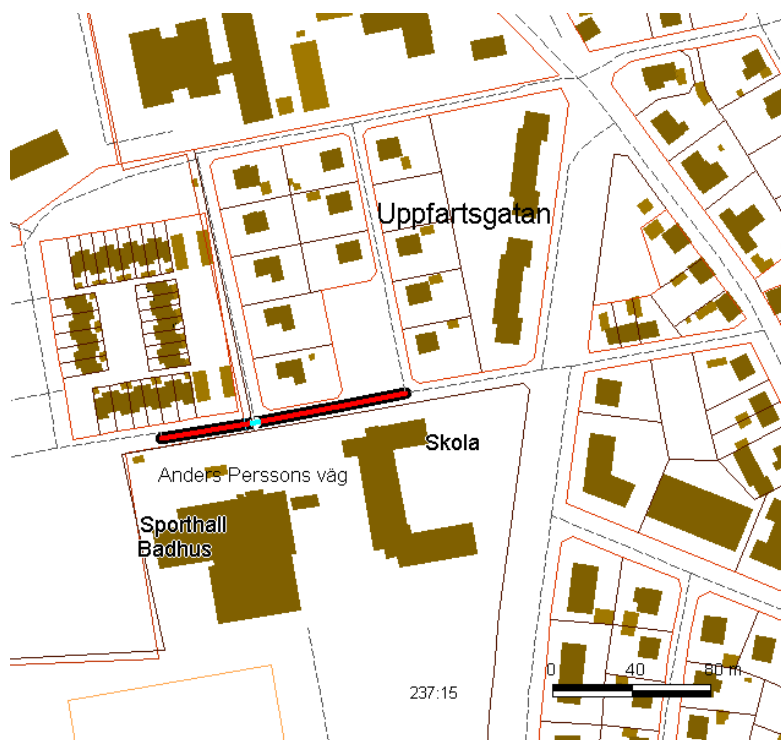 Uppfartsgatan
Skola
Anders Perssons väg
Sporthall
Badhus
0 40 80 m
237:15